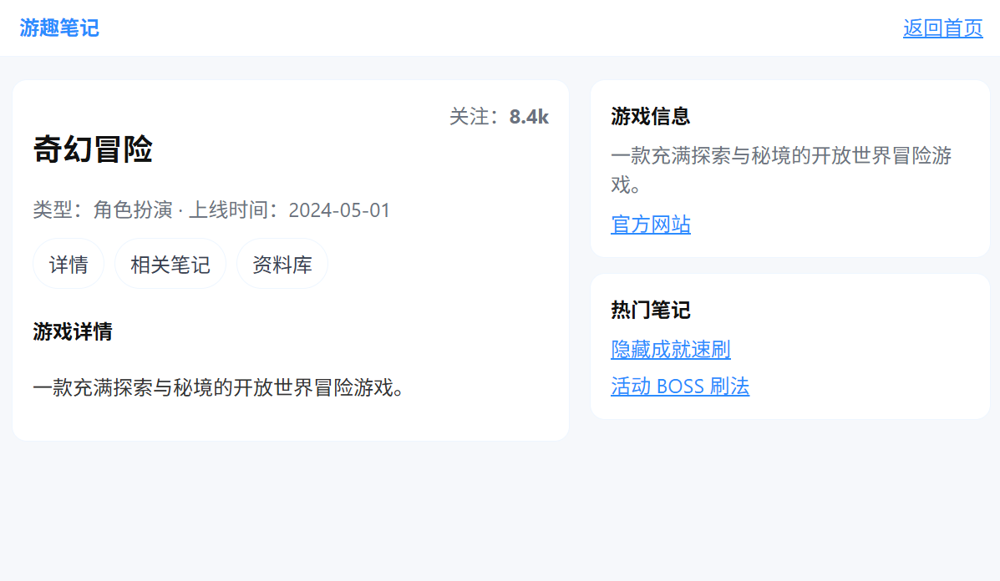 游趣笔记
返回首页
关注：8.4k
奇幻冒险
类型：角色扮演 · 上线时间：2024-05-01
详情
相关笔记
资料库
游戏详情
一款充满探索与秘境的开放世界冒险游戏。
游戏信息
一款充满探索与秘境的开放世界冒险游
戏。
官方网站
热门笔记
隐藏成就速刷
活动 BOSS 刷法